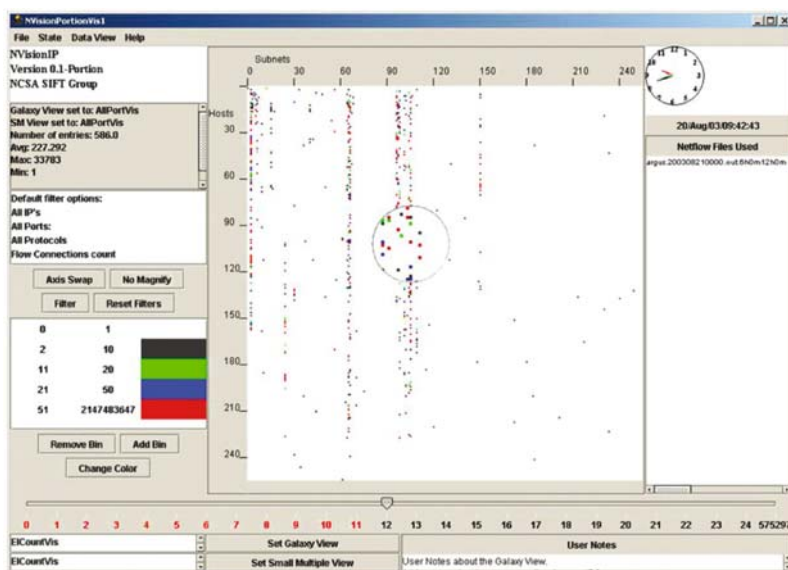 NVisionPortionVis1
File State Data View Help
NVisionIP
Version 0.1-Portion
NCSA SIFT Group
Galaxy View set to: AllPortVis
SM View set to: AllPortVis
Number of entries: 586.0
Avg: 227.292
Max: 33783
Min: 1
Default filter options:
All IP's
All Ports:
All Protocols
Flow Connections count
Axis Swap No Magnify
Filter Reset Filters
0 1
2 10
11 20
21 50
51 2147483647
Remove Bin Add Bin
Change Color
Subnets
0 30 60 90 120 150 180 210 240
Hosts
30
60
90
120
150
180
210
240
20/Aug/03/09:42:43
Netflow Files Used
argus.200308210000.out:6h0m12h0m
0 1 2 3 4 5 6 7 8 9 10 11 12 13 14 15 16 17 18 19 20 21 22 23 24 575297
ElCountVis Set Galaxy View User Notes
ElCountVis Set Small Multiple View User Notes about the Galaxy View.